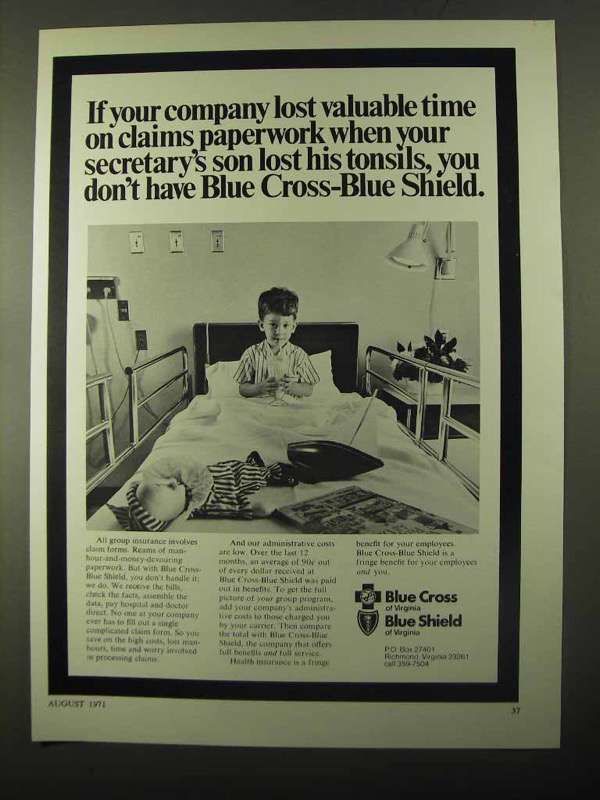 If your company lost valuable time
on claims paperwork when your
secretary's son lost his tonsils, you
don't have Blue Cross-Blue Shield.
All group insurance involves
claim forms. Reams of man-
hour-and-money-devouring
paperwork. But with Blue Cross-
Blue Shield, you don't handle it;
we do. We receive the bills,
check the facts, assemble the
data, pay hospital and doctor
direct. No one at your company
ever has to fill out a single
complicated claim form. So you
save on the high costs, lost man-
hours, time and worry involved
in processing claims.
And our administrative costs
are low. Over the last 12
months, an average of 90¢ out
of every dollar received at
Blue Cross-Blue Shield was paid
out in benefits. To get the full
picture of your group program,
add your company's administra-
tive costs to those charged you
by your carrier. Then compare
the total with Blue Cross-Blue
Shield, the company that offers
full benefits and full service.
Health insurance is a fringe
benefit for your employees.
Blue Cross-Blue Shield is a
fringe benefit for your employees
and you.
Blue Cross
of Virginia
Blue Shield
of Virginia
P.O. Box 27401
Richmond, Virginia 23261
call 359-7504
AUGUST 1971
37